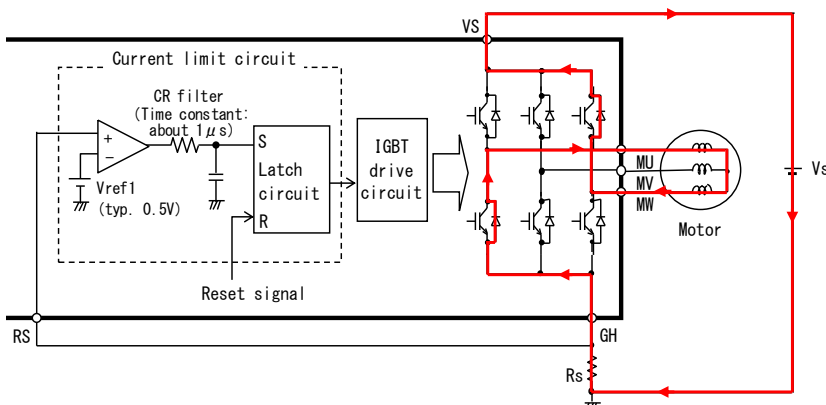 VS
Current limit circuit
CR filter
(Time constant:
about 1μs)
+
−
Vref1
(typ. 0.5V)
S
Latch
circuit
R
Reset signal
IGBT
drive
circuit
MU
MV
MW
Motor
Vs
RS
GH
Rs